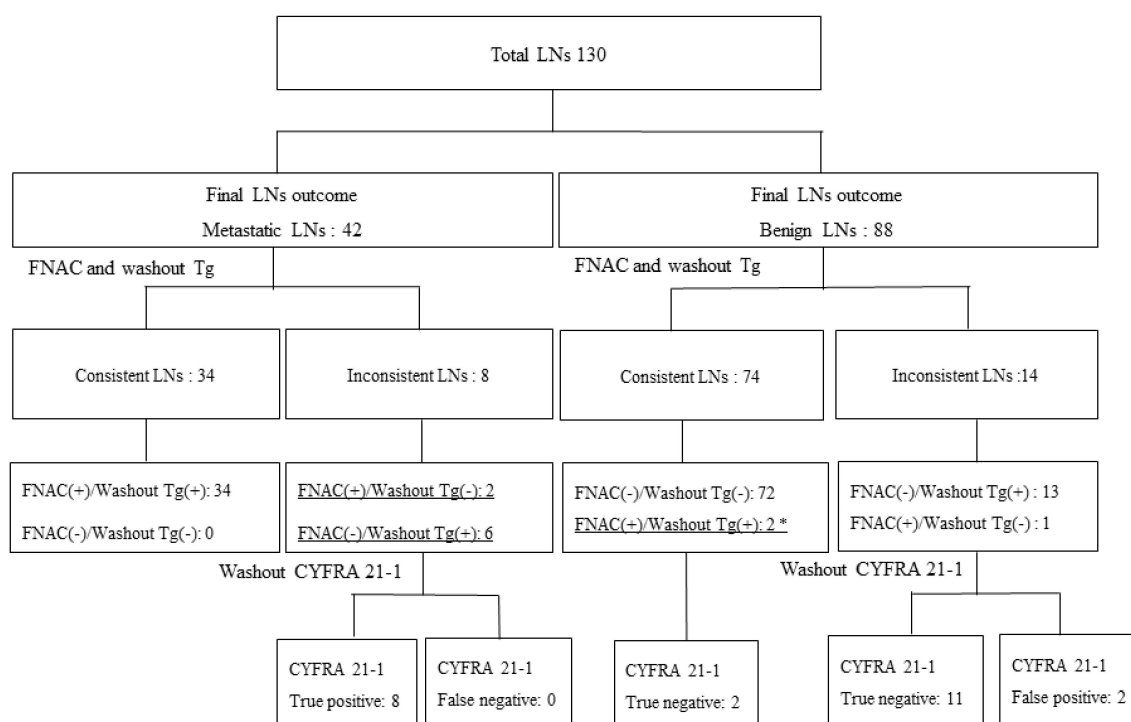 Total LNs 130
Final LNs outcome
Metastatic LNs : 42
Final LNs outcome
Benign LNs : 88
FNAC and washout Tg
FNAC and washout Tg
Consistent LNs : 34
Inconsistent LNs : 8
Consistent LNs : 74
Inconsistent LNs :14
FNAC(+)/Washout Tg(+): 34
FNAC(-)/Washout Tg(-): 0
FNAC(+)/Washout Tg(-): 2
FNAC(-)/Washout Tg(+): 6
FNAC(-)/Washout Tg(-): 72
FNAC(+)/Washout Tg(+): 2 *
FNAC(-)/Washout Tg(+) : 13
FNAC(+)/Washout Tg(-) : 1
Washout CYFRA 21-1
Washout CYFRA 21-1
CYFRA 21-1
True positive: 8
CYFRA 21-1
False negative: 0
CYFRA 21-1
True negative: 2
CYFRA 21-1
True negative: 11
CYFRA 21-1
False positive: 2